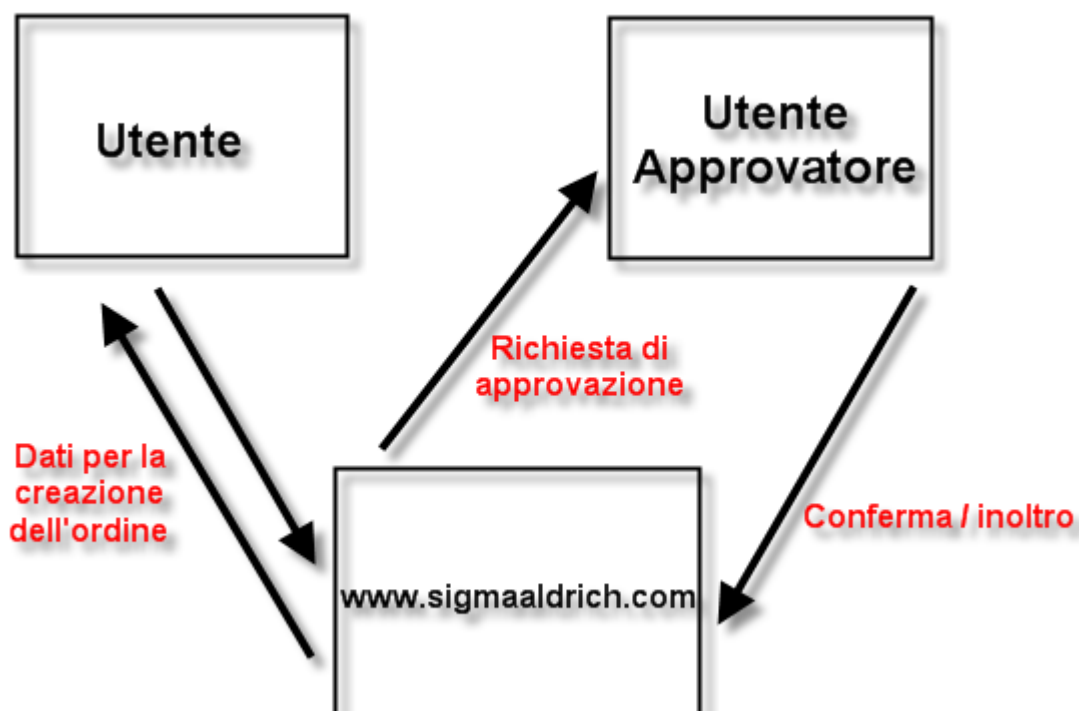 Utente
Utente
Approvatore
Richiesta di
approvazione
Dati per la
creazione
dell'ordine
Conferma / inoltro
www.sigmaaldrich.com